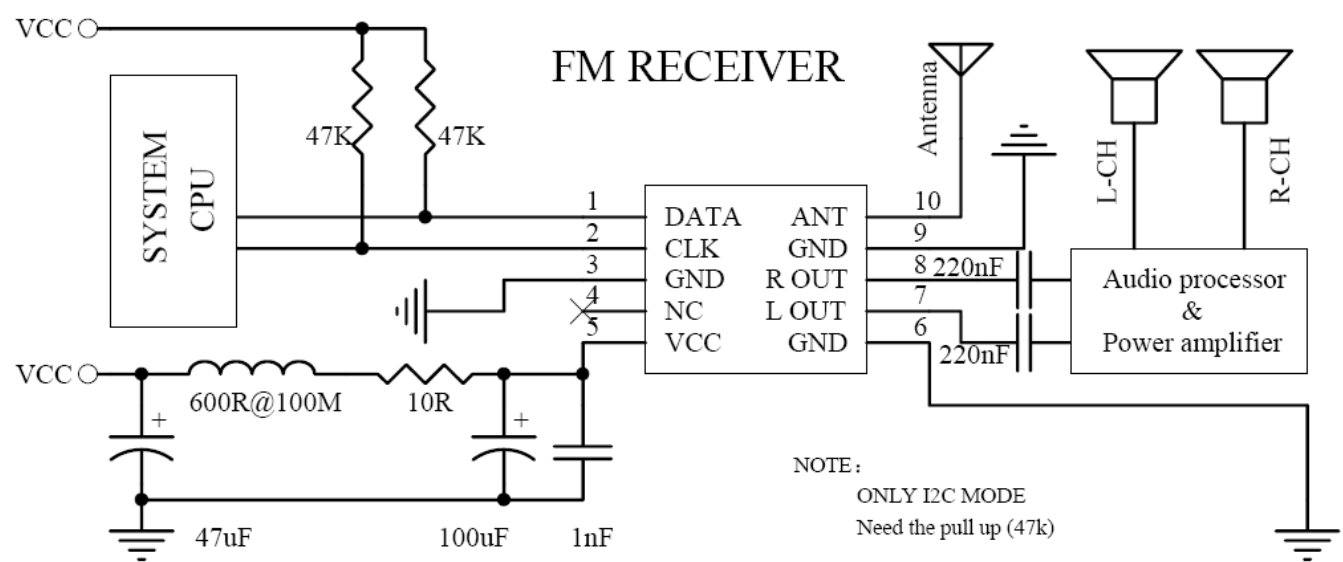 VCC
FM RECEIVER
Antenna
L-CH
R-CH
47K
47K
SYSTEM
CPU
1
2
3
4
5
DATA
CLK
GND
NC
VCC
ANT
GND
R OUT
L OUT
GND
10
9
8
7
6
220nF
220nF
Audio processor
&
Power amplifier
VCC
600R@100M
10R
+
+
47uF
100uF
1nF
NOTE：
ONLY I2C MODE
Need the pull up (47k)